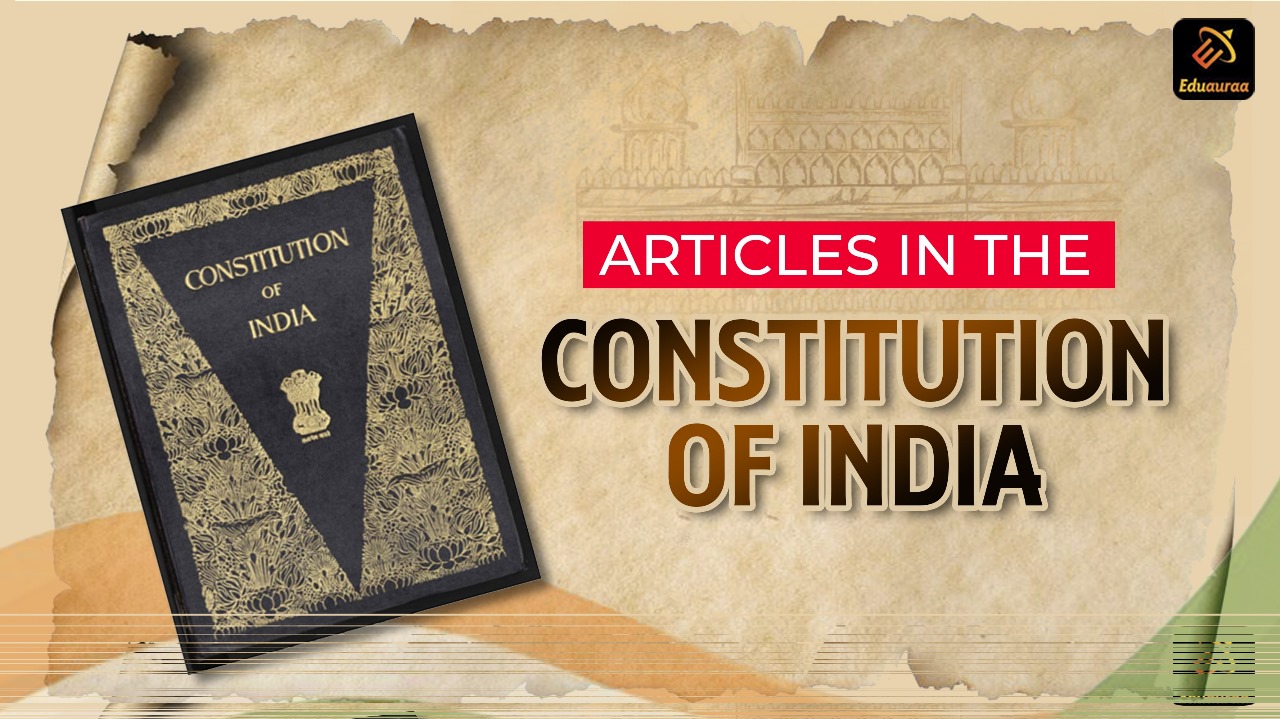 Eduauraa
CONSTITUTION
OF
INDIA
ARTICLES IN THE
CONSTITUTION
OF INDIA